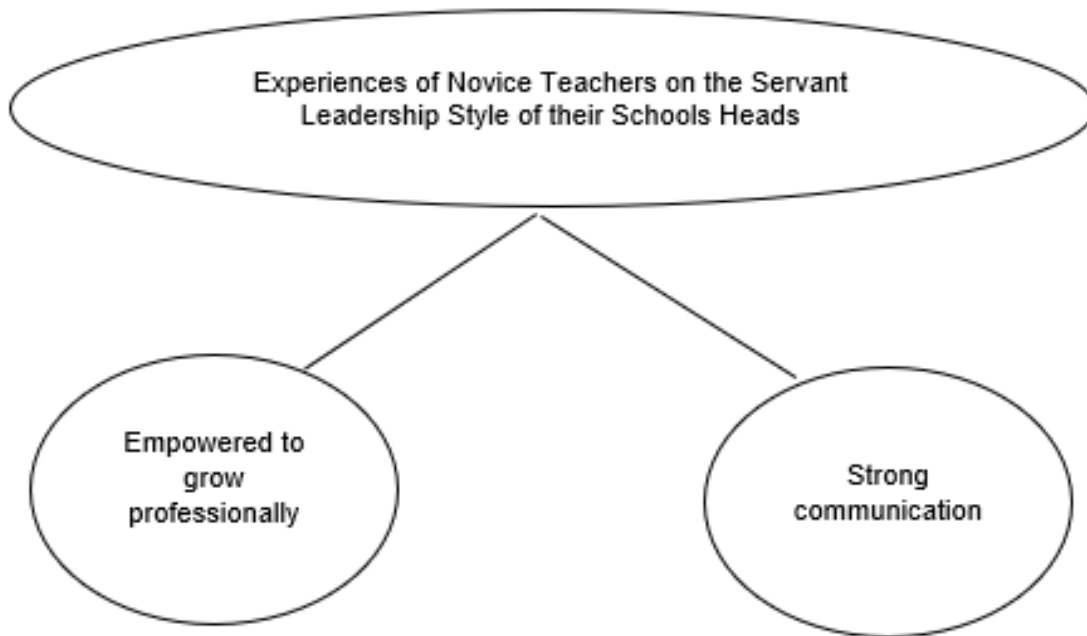 Experiences of Novice Teachers on the Servant
Leadership Style of their Schools Heads
Empowered to
grow
professionally
Strong
communication